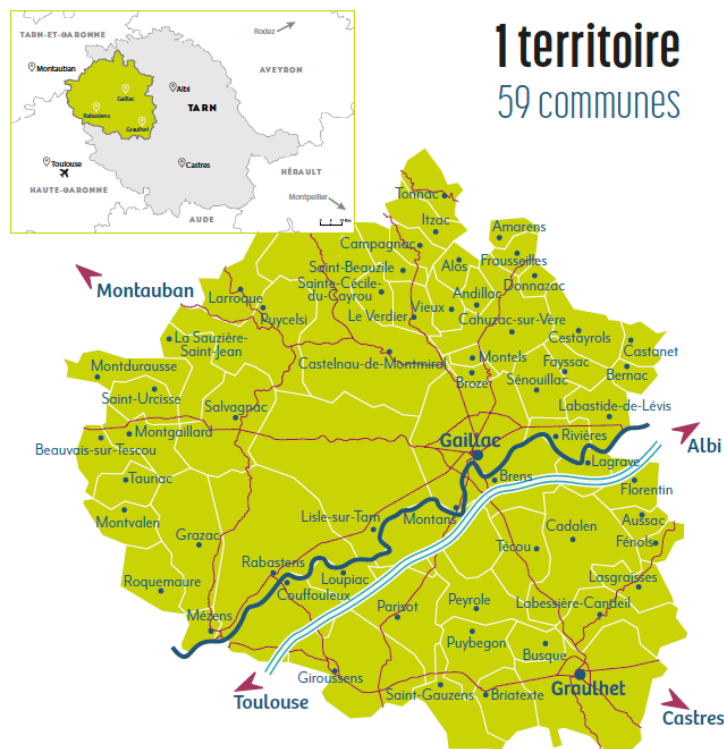 TARN-ET-GARONNE
Rodez
Montauban
AVEYRON
Albi
Gaillac
TARN
Rabastens
Graulhet
Toulouse
Castres
HÉRAULT
HAUTE-GARONNE
Montpellier
AUDE
1 territoire
59 communes
Tonnac
Itzac
Amarens
Campagnac
Frausseilles
Saint-Beauzile
Alos
Donnazac
Montauban
Sainte-Cécile-
du-Cayrou
Andillac
Larroque
Vieux
Puycelsi
Le Verdier
Cahuzac-sur-Vère
Cestayrols
La Sauzière-
Saint-Jean
Castanet
Castelnau-de-Montmirel
Montels
Fayssac
Montdurausse
Bernac
Broze
Sénouillac
Saint-Urcisse
Salvagnac
Labastide-de-Lévis
Montgaillard
Rivières
Gaillac
Albi
Beauvais-sur-Tescou
Lagrave
Tauriac
Brens
Florentin
Lisle-sur-Tarn
Montans
Montvalen
Aussac
Cadalen
Grazac
Técou
Fénols
Rabastens
Roquemaure
Loupiac
Lasgraisses
Couffouleux
Parisot
Peyrole
Labessière-Candeil
Mézens
Puybegon
Busque
Giroussens
Graulhet
Toulouse
Saint-Gauzens
Briatexte
Castres